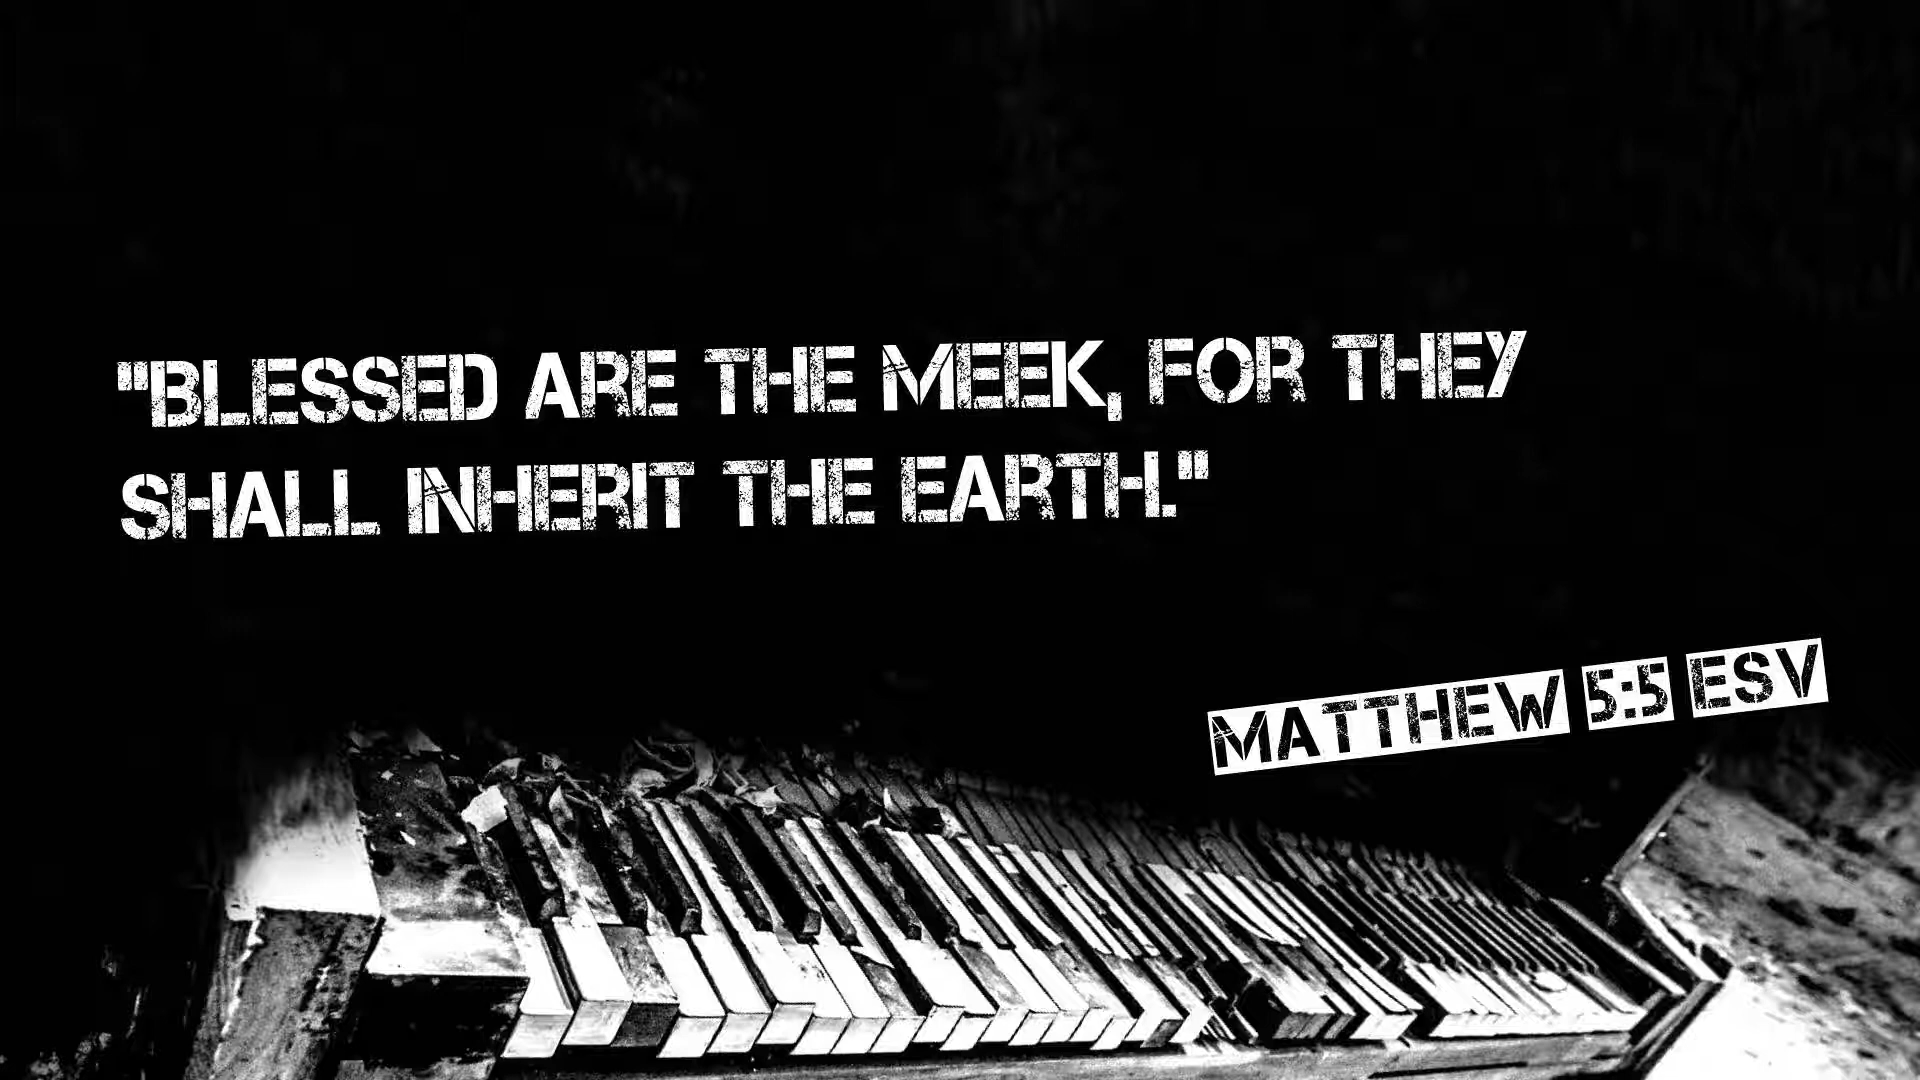 "BLESSED ARE THE MEEK, FOR THEY
SHALL INHERIT THE EARTH."
MATTHEW 5:5 ESV